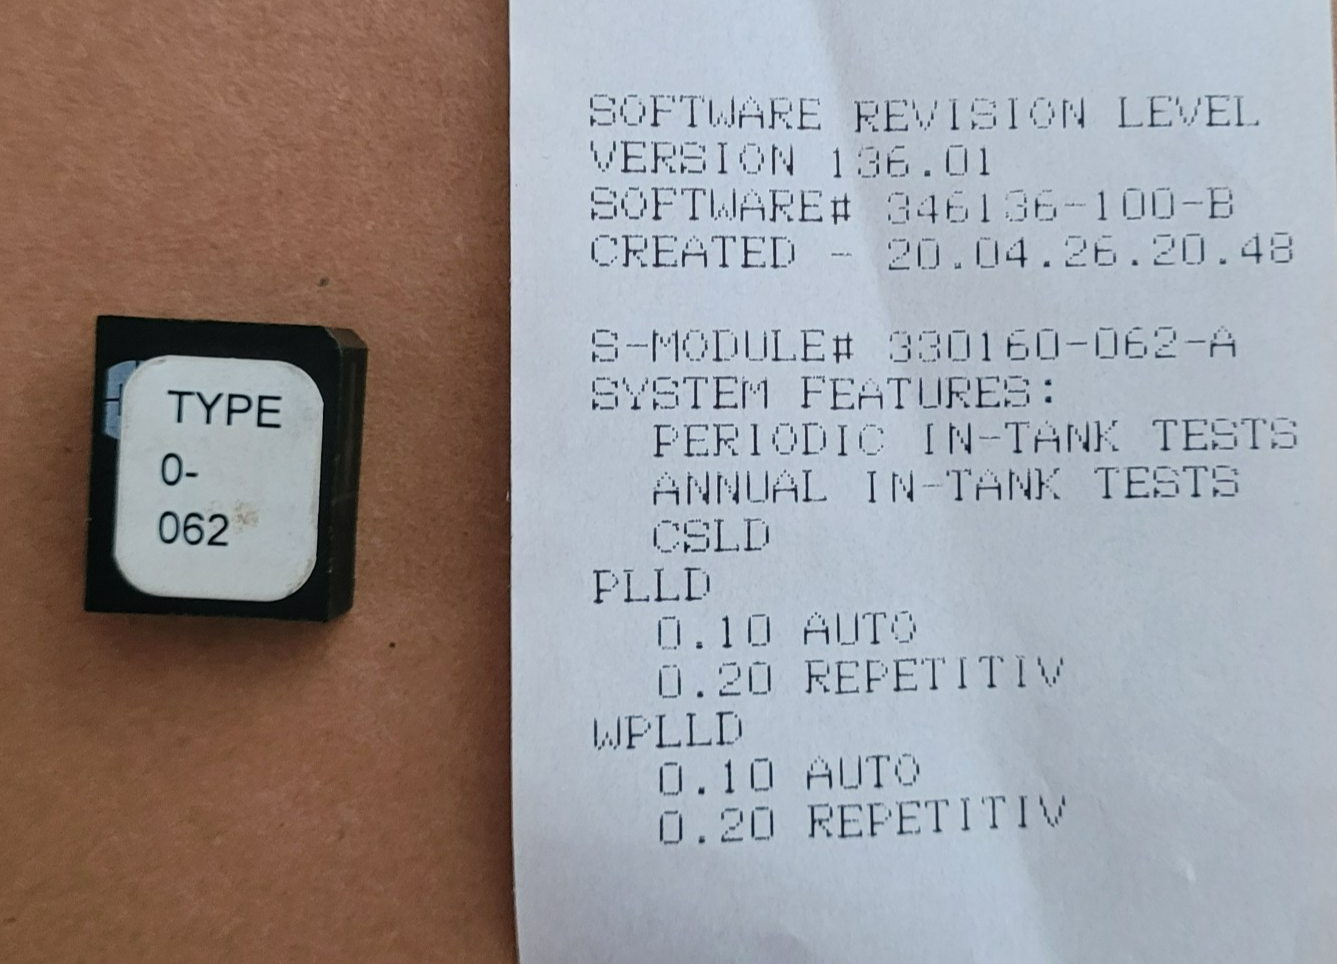 TYPE
0-
062
SOFTWARE REVISION LEVEL
VERSION 136.01
SOFTWARE# 346136-100-B
CREATED - 20.04.26.20.48
S-MODULE# 330160-062-A
SYSTEM FEATURES:
PERIODIC IN-TANK TESTS
ANNUAL IN-TANK TESTS
CSLD
PLLD
0.10 AUTO
0.20 REPETITIV
WPLLD
0.10 AUTO
0.20 REPETITIV